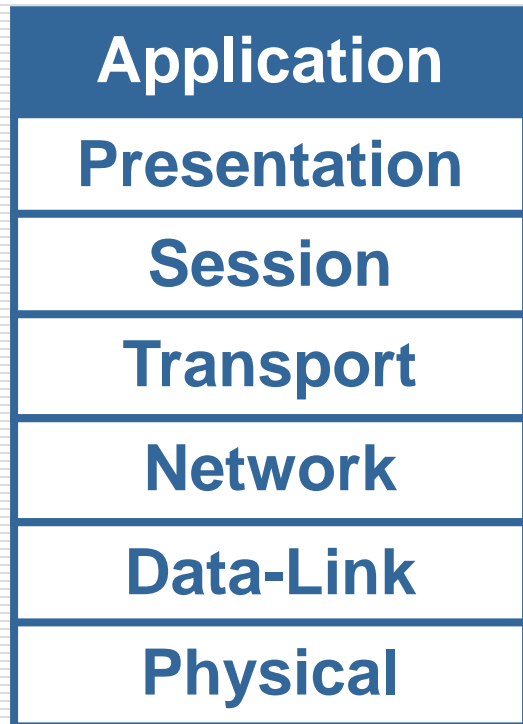 Application
Presentation
Session
Transport
Network
Data-Link
Physical